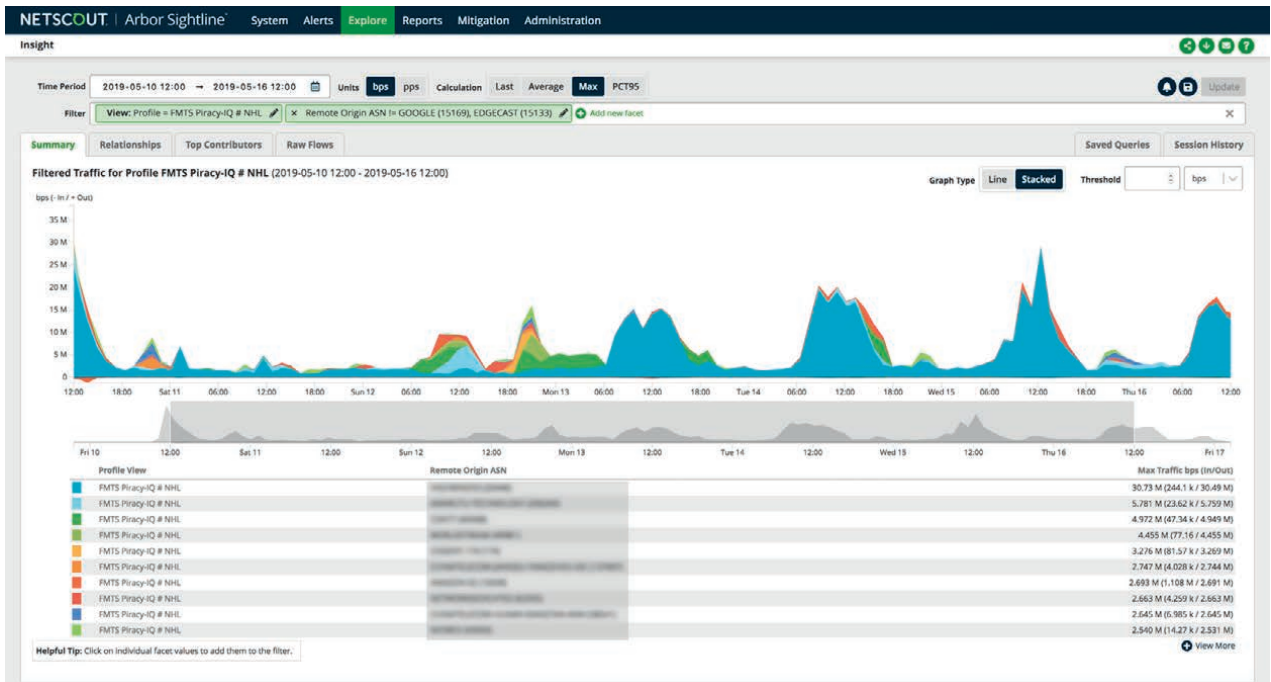 NETSCOUT. | Arbor Sightline System Alerts Explore Reports Mitigation Administration
Insight
Time Period 2019-05-10 12:00 → 2019-05-16 12:00 Units bps pps Calculation Last Average Max PCT95 Update
Filter View: Profile = FMTS Piracy-IQ # NHL × Remote Origin ASN != GOOGLE (15169), EDGECAST (15133) Add new facet ×
Summary Relationships Top Contributors Raw Flows Saved Queries Session History
Filtered Traffic for Profile FMTS Piracy-IQ # NHL (2019-05-10 12:00 - 2019-05-16 12:00)
Graph Type Line Stacked Threshold bps
bps (- In / + Out)
35 M
30 M
25 M
20 M
15 M
10 M
5 M
0
12:00 18:00 Sat 11 06:00 12:00 18:00 Sun 12 06:00 12:00 18:00 Mon 13 06:00 12:00 18:00 Tue 14 06:00 12:00 18:00 Wed 15 06:00 12:00 18:00 Thu 16 06:00 12:00
Fri 10 12:00 Sat 11 12:00 Sun 12 12:00 Mon 13 12:00 Tue 14 12:00 Wed 15 12:00 Thu 16 12:00 Fri 17
Profile View Remote Origin ASN Max Traffic bps (In/Out)
FMTS Piracy-IQ # NHL 30.73 M (244.1 k / 30.49 M)
FMTS Piracy-IQ # NHL 5.781 M (23.62 k / 5.759 M)
FMTS Piracy-IQ # NHL 4.972 M (47.34 k / 4.949 M)
FMTS Piracy-IQ # NHL 4.455 M (77.16 / 4.455 M)
FMTS Piracy-IQ # NHL 3.276 M (81.57 k / 3.269 M)
FMTS Piracy-IQ # NHL 2.747 M (4.028 k / 2.744 M)
FMTS Piracy-IQ # NHL 2.693 M (1.108 M / 2.691 M)
FMTS Piracy-IQ # NHL 2.663 M (4.259 k / 2.663 M)
FMTS Piracy-IQ # NHL 2.645 M (6.985 k / 2.645 M)
FMTS Piracy-IQ # NHL 2.540 M (14.27 k / 2.531 M)
Helpful Tip: Click on individual facet values to add them to the filter. View More